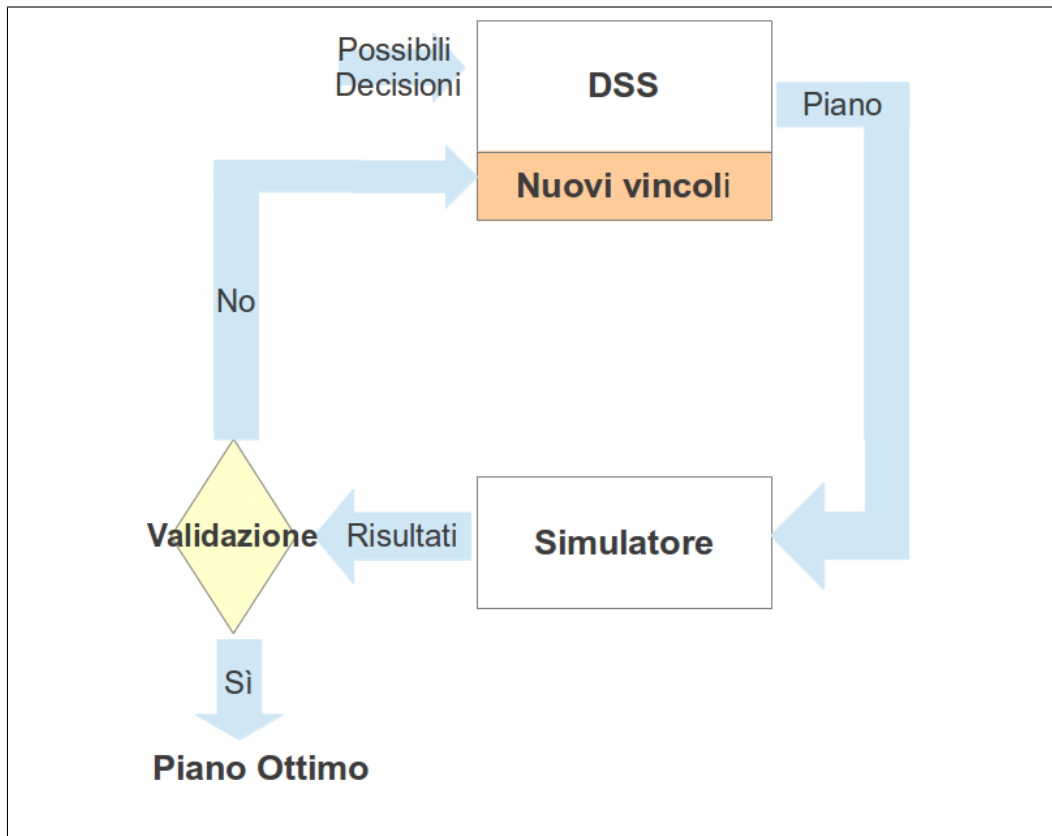 Possibili
Decisioni
DSS
Piano
Nuovi vincoli
No
Validazione
Risultati
Simulatore
Sì
Piano Ottimo